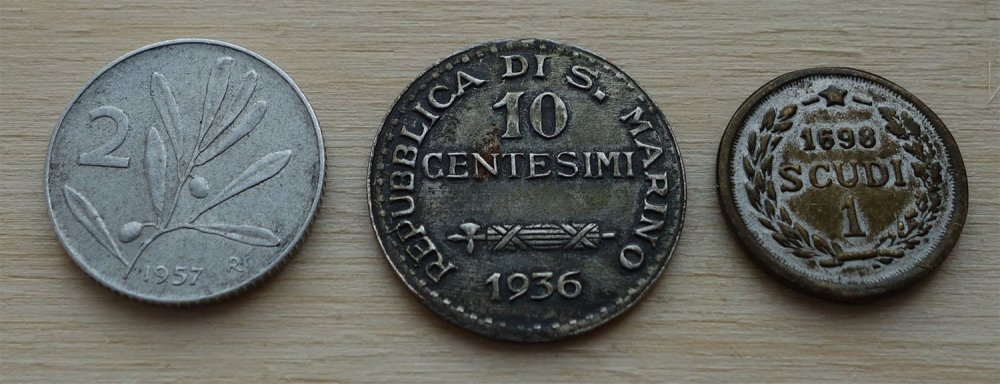 2
1957 R
REPUBBLICA DI S. MARINO
10
CENTESIMI
1936
1698
SCUDI
1